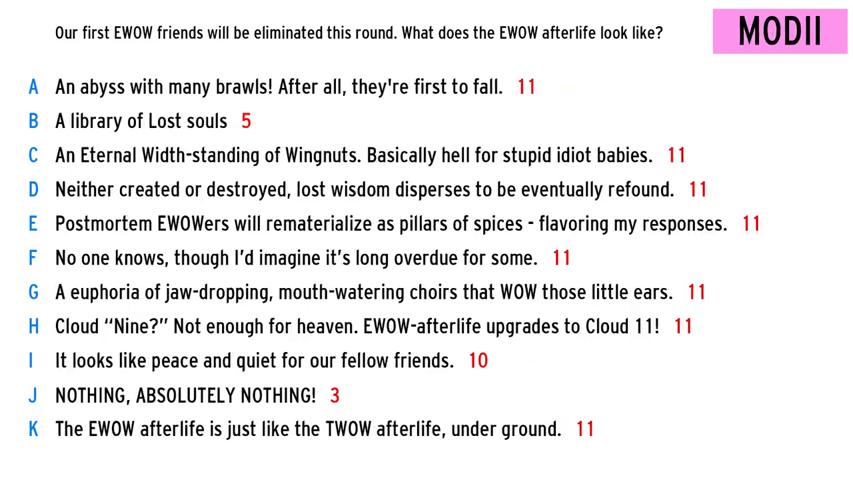 Our first EWOW friends will be eliminated this round. What does the EWOW afterlife look like?
MODII
A An abyss with many brawls! After all, they're first to fall. 11
B A library of Lost souls 5
C An Eternal Width-standing of Wingnuts. Basically hell for stupid idiot babies. 11
D Neither created or destroyed, lost wisdom disperses to be eventually refound. 11
E Postmortem EWOWers will rematerialize as pillars of spices - flavoring my responses. 11
F No one knows, though I'd imagine it's long overdue for some. 11
G A euphoria of jaw-dropping, mouth-watering choirs that WOW those little ears. 11
H Cloud “Nine?” Not enough for heaven. EWOW-afterlife upgrades to Cloud 11! 11
I It looks like peace and quiet for our fellow friends. 10
J NOTHING, ABSOLUTELY NOTHING! 3
K The EWOW afterlife is just like the TWOW afterlife, under ground. 11